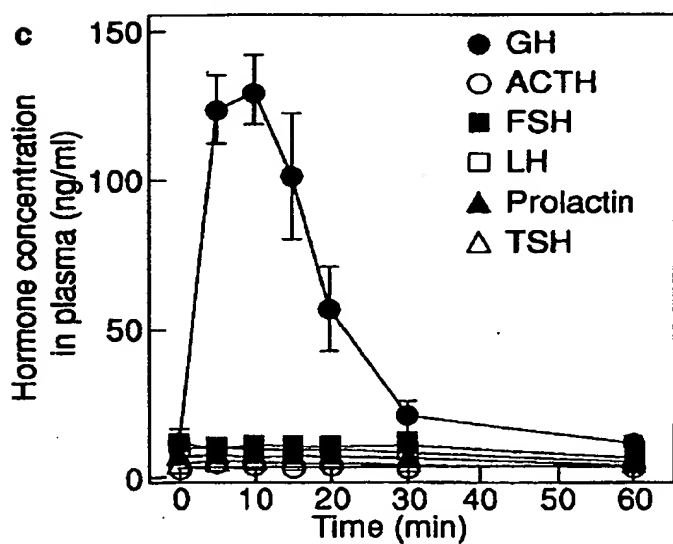 c
150
100
50
0
Hormone concentration
in plasma (ng/ml)
GH
ACTH
FSH
LH
Prolactin
TSH
0 10 20 30 40 50 60
Time (min)